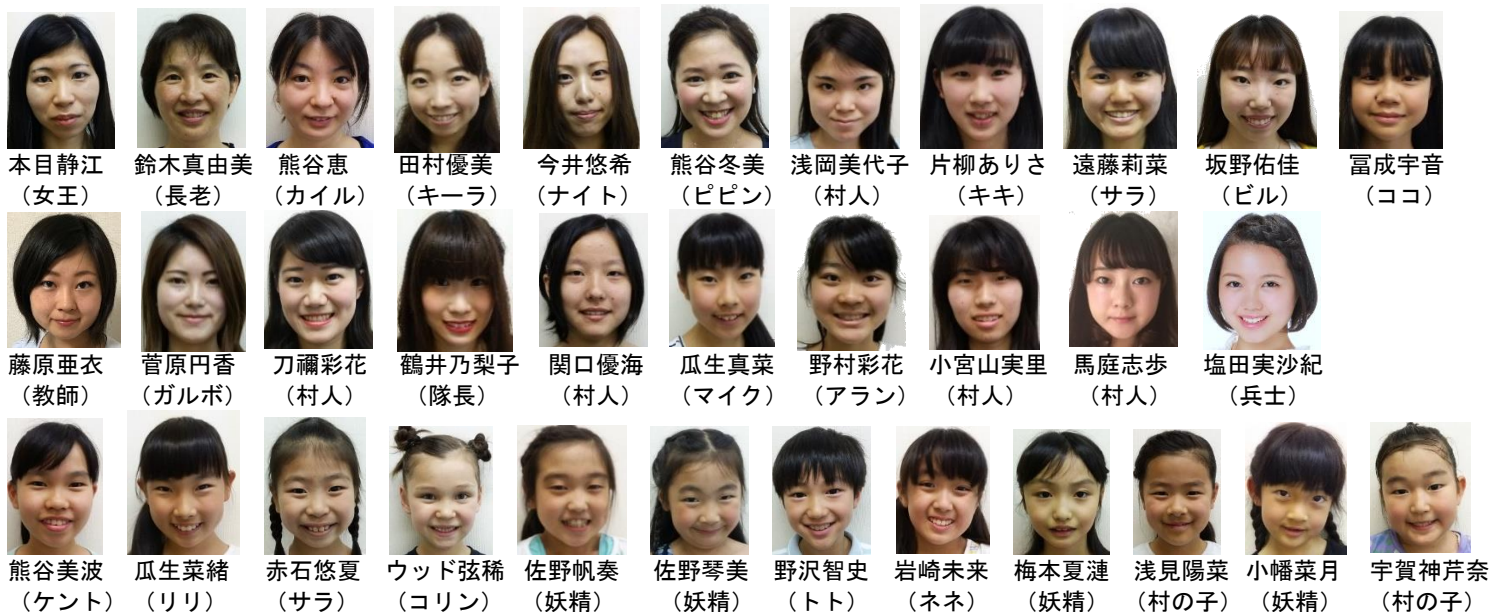 本目静江 鈴木真由美 熊谷恵 田村優美 今井悠希 熊谷冬美 浅岡美代子 片柳ありさ 遠藤莉菜 坂野佑佳 冨成宇音
（女王） （長老） （カイル） （キーラ） （ナイト） （ピピン） （村人） （キキ） （サラ） （ビル） （ココ）
藤原亜衣 菅原円香 刀禰彩花 鶴井乃梨子 関口優海 瓜生真菜 野村彩花 小宮山実里 馬庭志歩 塩田実沙紀
（教師） （ガルボ） （村人） （隊長） （村人） （マイク） （アラン） （村人） （村人） （兵士）
熊谷美波 瓜生菜緒 赤石悠夏 ウッド弦稀 佐野帆奏 佐野琴美 野沢智史 岩崎未来 梅本夏漣 浅見陽菜 小幡菜月 宇賀神芹奈
（ケント） （リリ） （サラ） （コリン） （妖精） （妖精） （トト） （ネネ） （妖精） （村の子） （妖精） （村の子）